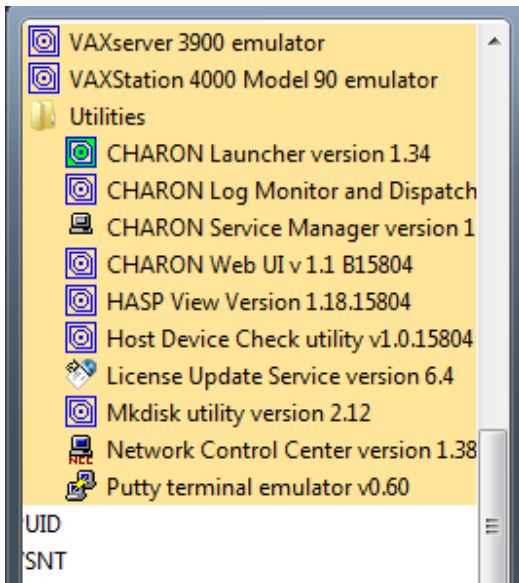 VAXserver 3900 emulator
VAXStation 4000 Model 90 emulator
Utilities
CHARON Launcher version 1.34
CHARON Log Monitor and Dispatch
CHARON Service Manager version 1
CHARON Web UI v 1.1 B15804
HASP View Version 1.18.15804
Host Device Check utility v1.0.15804
License Update Service version 6.4
Mkdisk utility version 2.12
Network Control Center version 1.38
Putty terminal emulator v0.60
UID
SNT